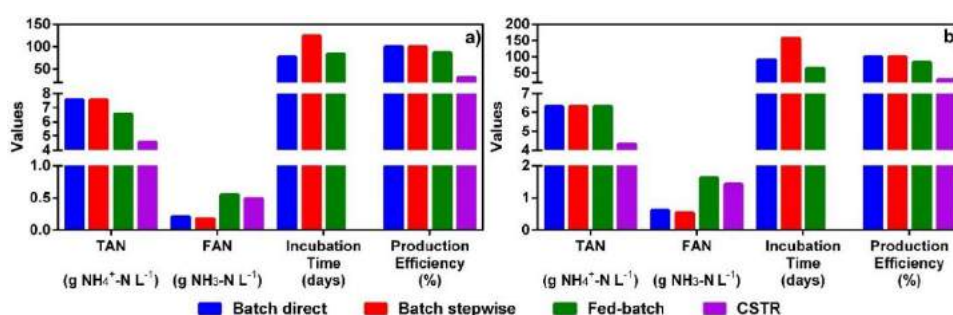 150
100
50
8
7
6
5
4
1.0
0.5
0.0
Values
a)
TAN
(g NH₄⁺-N L⁻¹)
FAN
(g NH₃-N L⁻¹)
Incubation
Time
(days)
Production
Efficiency
(%)
200
150
100
50
7
6
5
4
2
1
0
Values
b
TAN
(g NH₄⁺-N L⁻¹)
FAN
(g NH₃-N L⁻¹)
Incubation
Time
(days)
Production
Efficiency
(%)
Batch direct Batch stepwise Fed-batch CSTR